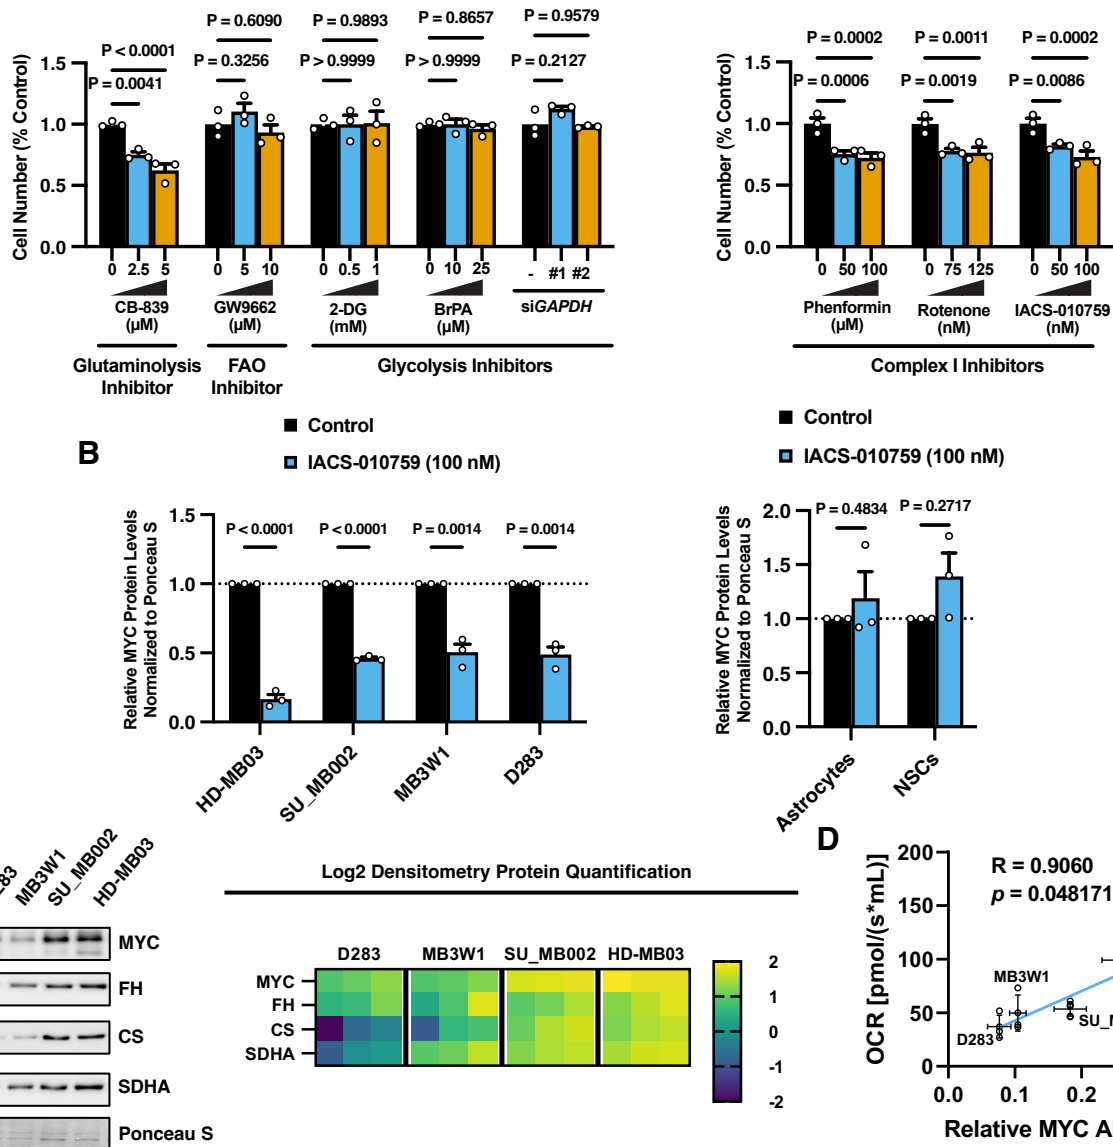 P = 0.6090 P = 0.9893 P = 0.8657 P = 0.9579
P < 0.0001 P = 0.3256 P > 0.9999 P > 0.9999 P = 0.2127
P = 0.0041
Cell Number (% Control)
1.5
1.0
0.5
0.0
0 2.5 5 0 5 10 0 0.5 1 0 10 25 - #1 #2
CB-839 (µM) GW9662 (µM) 2-DG (mM) BrPA (µM) siGAPDH
Glutaminolysis Inhibitor FAO Inhibitor Glycolysis Inhibitors
P = 0.0002 P = 0.0011 P = 0.0002
P = 0.0006 P = 0.0019 P = 0.0086
Cell Number (% Control)
1.5
1.0
0.5
0.0
0 50 100 0 75 125 0 50 100
Phenformin (µM) Rotenone (nM) IACS-010759 (nM)
Complex I Inhibitors
B
Control
IACS-010759 (100 nM)
Relative MYC Protein Levels
Normalized to Ponceau S
1.5
1.0
0.5
0.0
P < 0.0001 P < 0.0001 P = 0.0014 P = 0.0014
HD-MB03 SU_MB002 MB3W1 D283
Control
IACS-010759 (100 nM)
Relative MYC Protein Levels
Normalized to Ponceau S
2.0
1.5
1.0
0.5
0.0
P = 0.4834 P = 0.2717
Astrocytes NSCs
83 MB3W1 SU_MB002 HD-MB03
MYC
FH
CS
SDHA
Ponceau S
Log2 Densitometry Protein Quantification
D283 MB3W1 SU_MB002 HD-MB03
MYC
FH
CS
SDHA
2
1
0
-1
-2
D
OCR [pmol/(s*mL)]
200
150
100
50
0
R = 0.9060
p = 0.048171
MB3W1
D283
SU_M
0.0 0.1 0.2
Relative MYC A